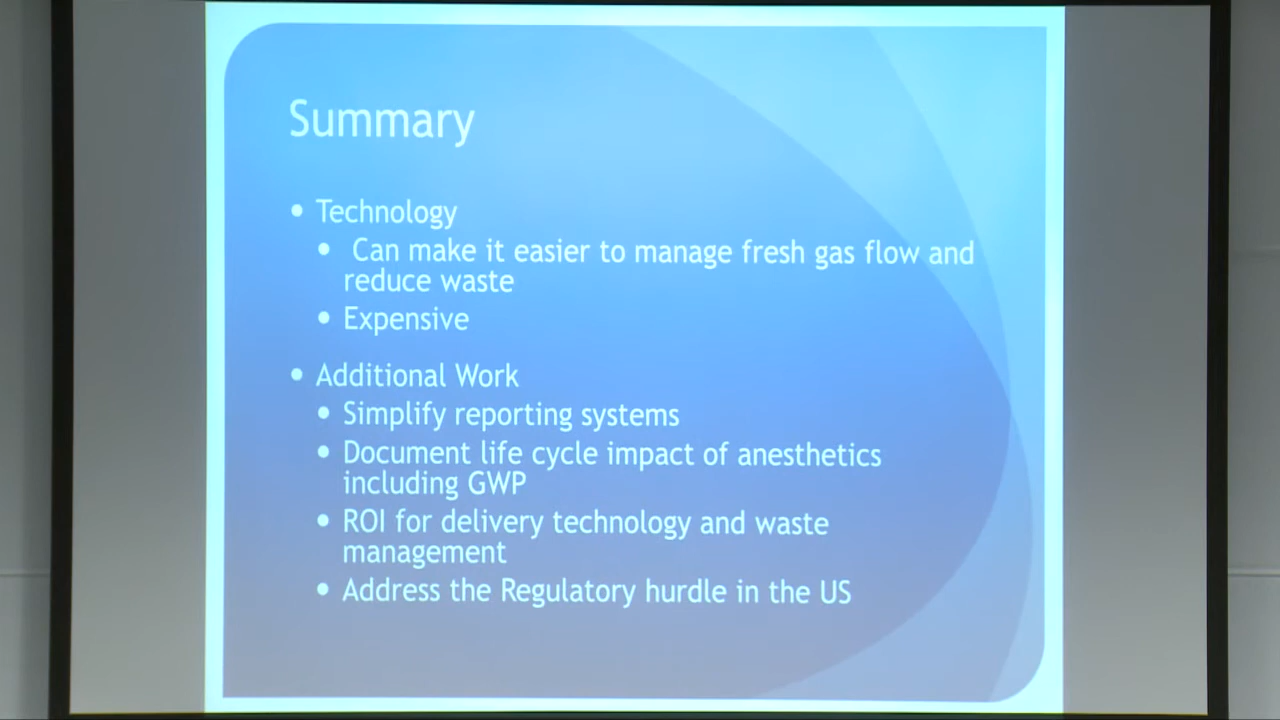 Summary
• Technology
• Can make it easier to manage fresh gas flow and
reduce waste
• Expensive
• Additional Work
• Simplify reporting systems
• Document life cycle impact of anesthetics
including GWP
• ROI for delivery technology and waste
management
• Address the Regulatory hurdle in the US